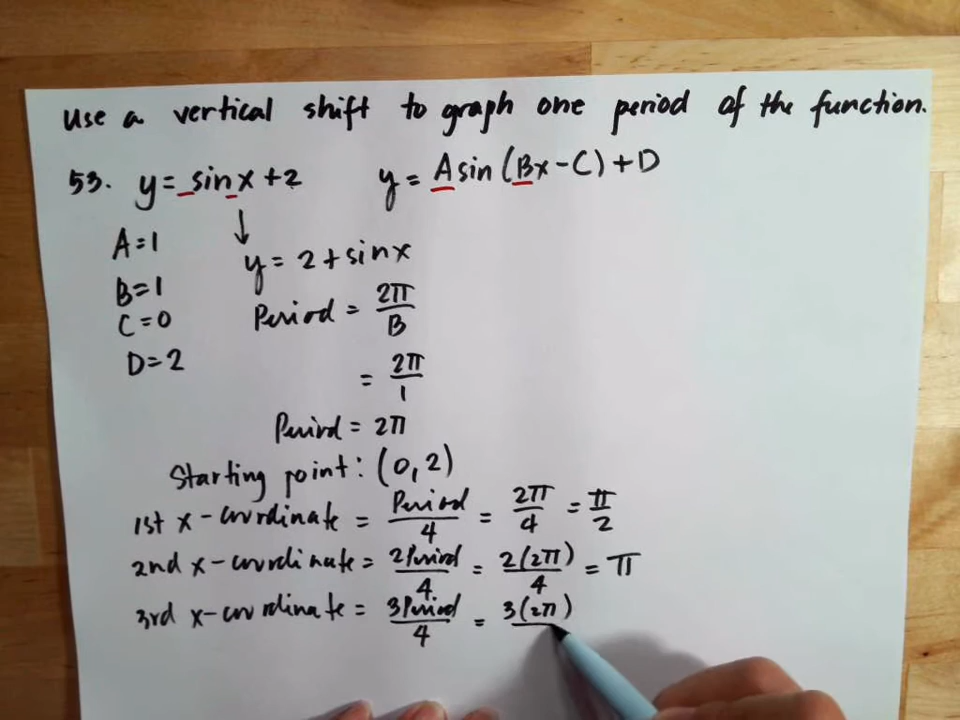 Use a vertical shift to graph one period of the function.
53. y = sinx + 2 y = A sin (Bx - C) + D
A = 1
↓
y = 2 + sinx
B = 1
Period = 2π/B
C = 0
D = 2
= 2π/1
Period = 2π
Starting point: (0, 2)
1st x-coordinate = Period/4 = 2π/4 = π/2
2nd x-coordinate = 2Period/4 = 2(2π)/4 = π
3rd x-coordinate = 3Period/4 = 3(2π)